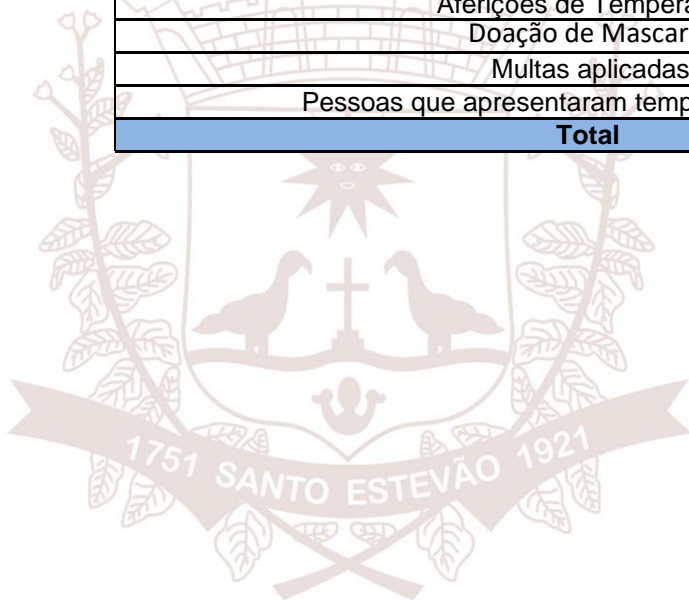 Aferições de Tempera
Doação de Mascar
Multas aplicadas
Pessoas que apresentaram temp
Total
1751 SANTO ESTEVÃO 1921